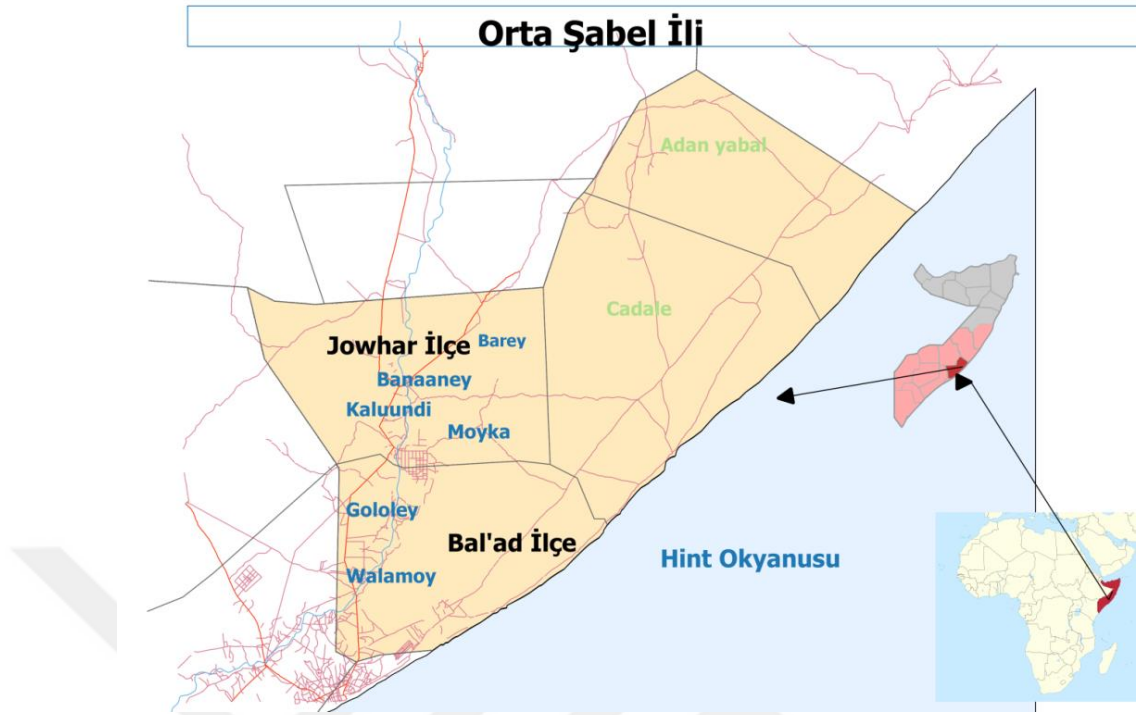 Orta Şabel İli
Adan yabal
Cadale
Jowhar İlçe
Barey
Banaaney
Kaluundi
Moyka
Gololey
Bal'ad İlçe
Walamoy
Hint Okyanusu